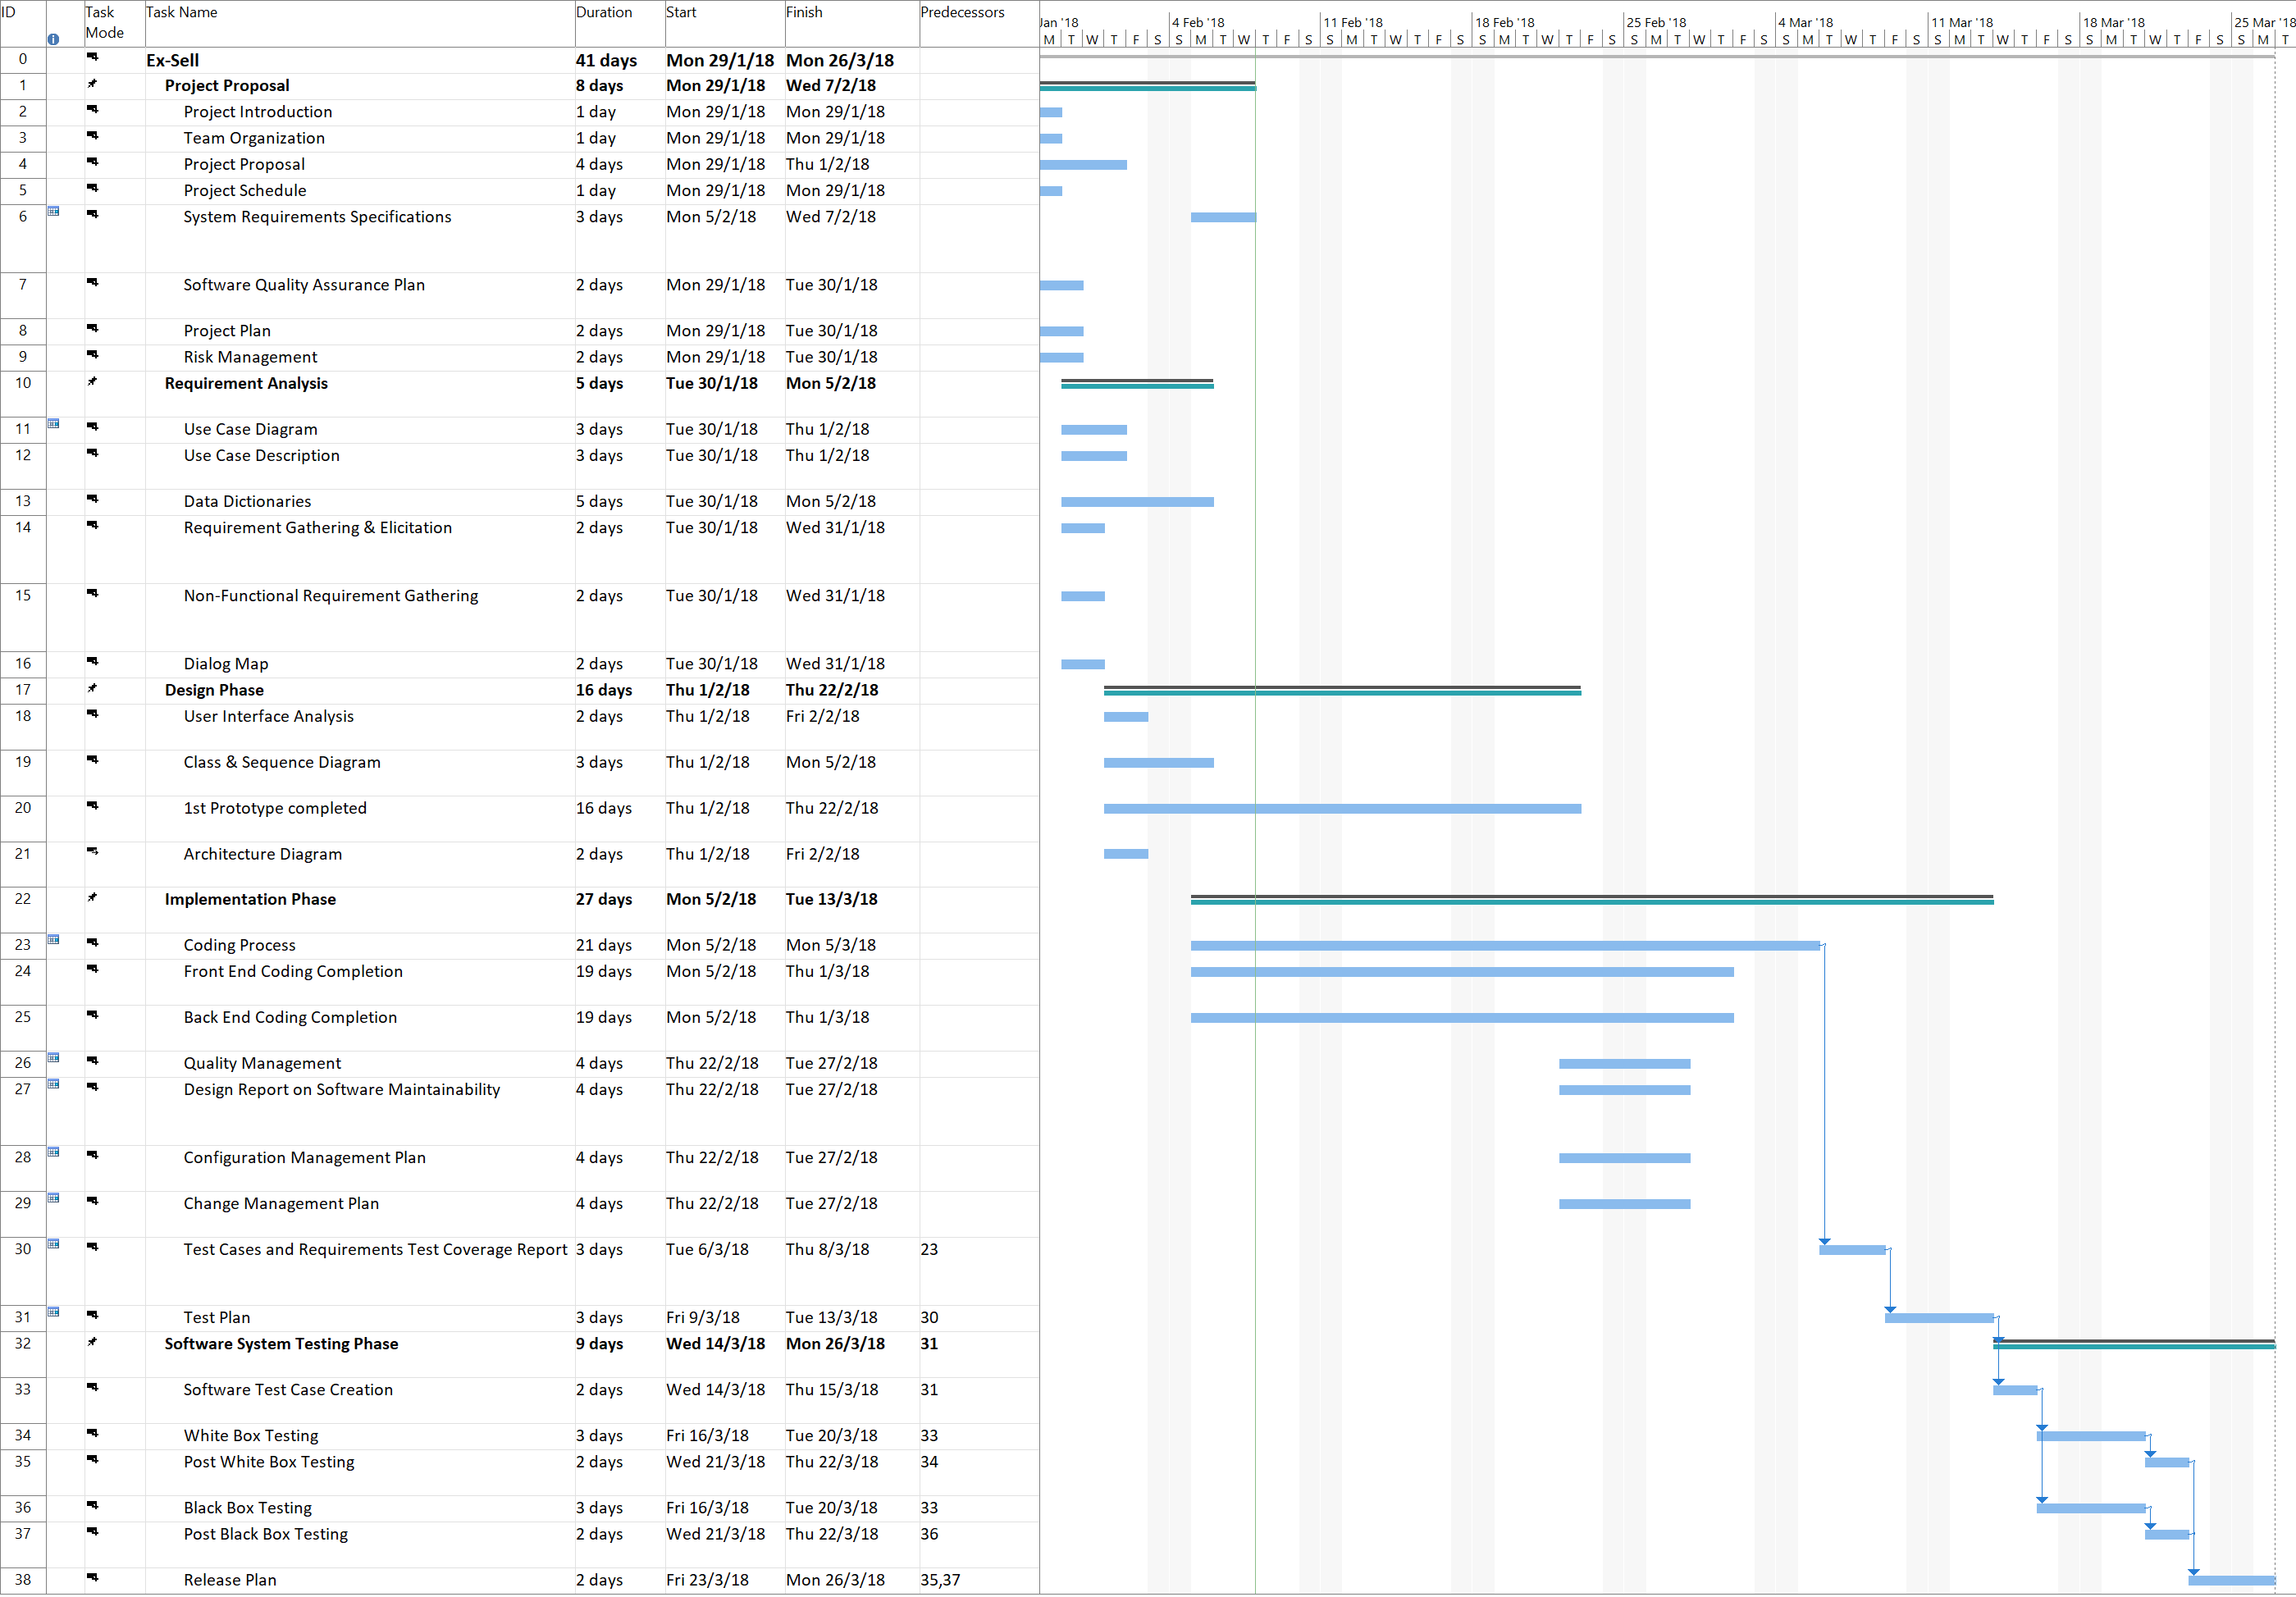 ID Task Mode Task Name Duration Start Finish Predecessors
Jan '18 4 Feb '18 11 Feb '18 18 Feb '18 25 Feb '18 4 Mar '18 11 Mar '18 18 Mar '18 25 Mar '18
M T W T F S S M T W T F S S M T W T F S S M T W T F S S M T W T F S S M T W T F S S M T W T F S S M T W T F S S M T
0 Ex-Sell 41 days Mon 29/1/18 Mon 26/3/18
1 Project Proposal 8 days Mon 29/1/18 Wed 7/2/18
2 Project Introduction 1 day Mon 29/1/18 Mon 29/1/18
3 Team Organization 1 day Mon 29/1/18 Mon 29/1/18
4 Project Proposal 4 days Mon 29/1/18 Thu 1/2/18
5 Project Schedule 1 day Mon 29/1/18 Mon 29/1/18
6 System Requirements Specifications 3 days Mon 5/2/18 Wed 7/2/18
7 Software Quality Assurance Plan 2 days Mon 29/1/18 Tue 30/1/18
8 Project Plan 2 days Mon 29/1/18 Tue 30/1/18
9 Risk Management 2 days Mon 29/1/18 Tue 30/1/18
10 Requirement Analysis 5 days Tue 30/1/18 Mon 5/2/18
11 Use Case Diagram 3 days Tue 30/1/18 Thu 1/2/18
12 Use Case Description 3 days Tue 30/1/18 Thu 1/2/18
13 Data Dictionaries 5 days Tue 30/1/18 Mon 5/2/18
14 Requirement Gathering & Elicitation 2 days Tue 30/1/18 Wed 31/1/18
15 Non-Functional Requirement Gathering 2 days Tue 30/1/18 Wed 31/1/18
16 Dialog Map 2 days Tue 30/1/18 Wed 31/1/18
17 Design Phase 16 days Thu 1/2/18 Thu 22/2/18
18 User Interface Analysis 2 days Thu 1/2/18 Fri 2/2/18
19 Class & Sequence Diagram 3 days Thu 1/2/18 Mon 5/2/18
20 1st Prototype completed 16 days Thu 1/2/18 Thu 22/2/18
21 Architecture Diagram 2 days Thu 1/2/18 Fri 2/2/18
22 Implementation Phase 27 days Mon 5/2/18 Tue 13/3/18
23 Coding Process 21 days Mon 5/2/18 Mon 5/3/18
24 Front End Coding Completion 19 days Mon 5/2/18 Thu 1/3/18
25 Back End Coding Completion 19 days Mon 5/2/18 Thu 1/3/18
26 Quality Management 4 days Thu 22/2/18 Tue 27/2/18
27 Design Report on Software Maintainability 4 days Thu 22/2/18 Tue 27/2/18
28 Configuration Management Plan 4 days Thu 22/2/18 Tue 27/2/18
29 Change Management Plan 4 days Thu 22/2/18 Tue 27/2/18
30 Test Cases and Requirements Test Coverage Report 3 days Tue 6/3/18 Thu 8/3/18 23
31 Test Plan 3 days Fri 9/3/18 Tue 13/3/18 30
32 Software System Testing Phase 9 days Wed 14/3/18 Mon 26/3/18 31
33 Software Test Case Creation 2 days Wed 14/3/18 Thu 15/3/18 31
34 White Box Testing 3 days Fri 16/3/18 Tue 20/3/18 33
35 Post White Box Testing 2 days Wed 21/3/18 Thu 22/3/18 34
36 Black Box Testing 3 days Fri 16/3/18 Tue 20/3/18 33
37 Post Black Box Testing 2 days Wed 21/3/18 Thu 22/3/18 36
38 Release Plan 2 days Fri 23/3/18 Mon 26/3/18 35,37